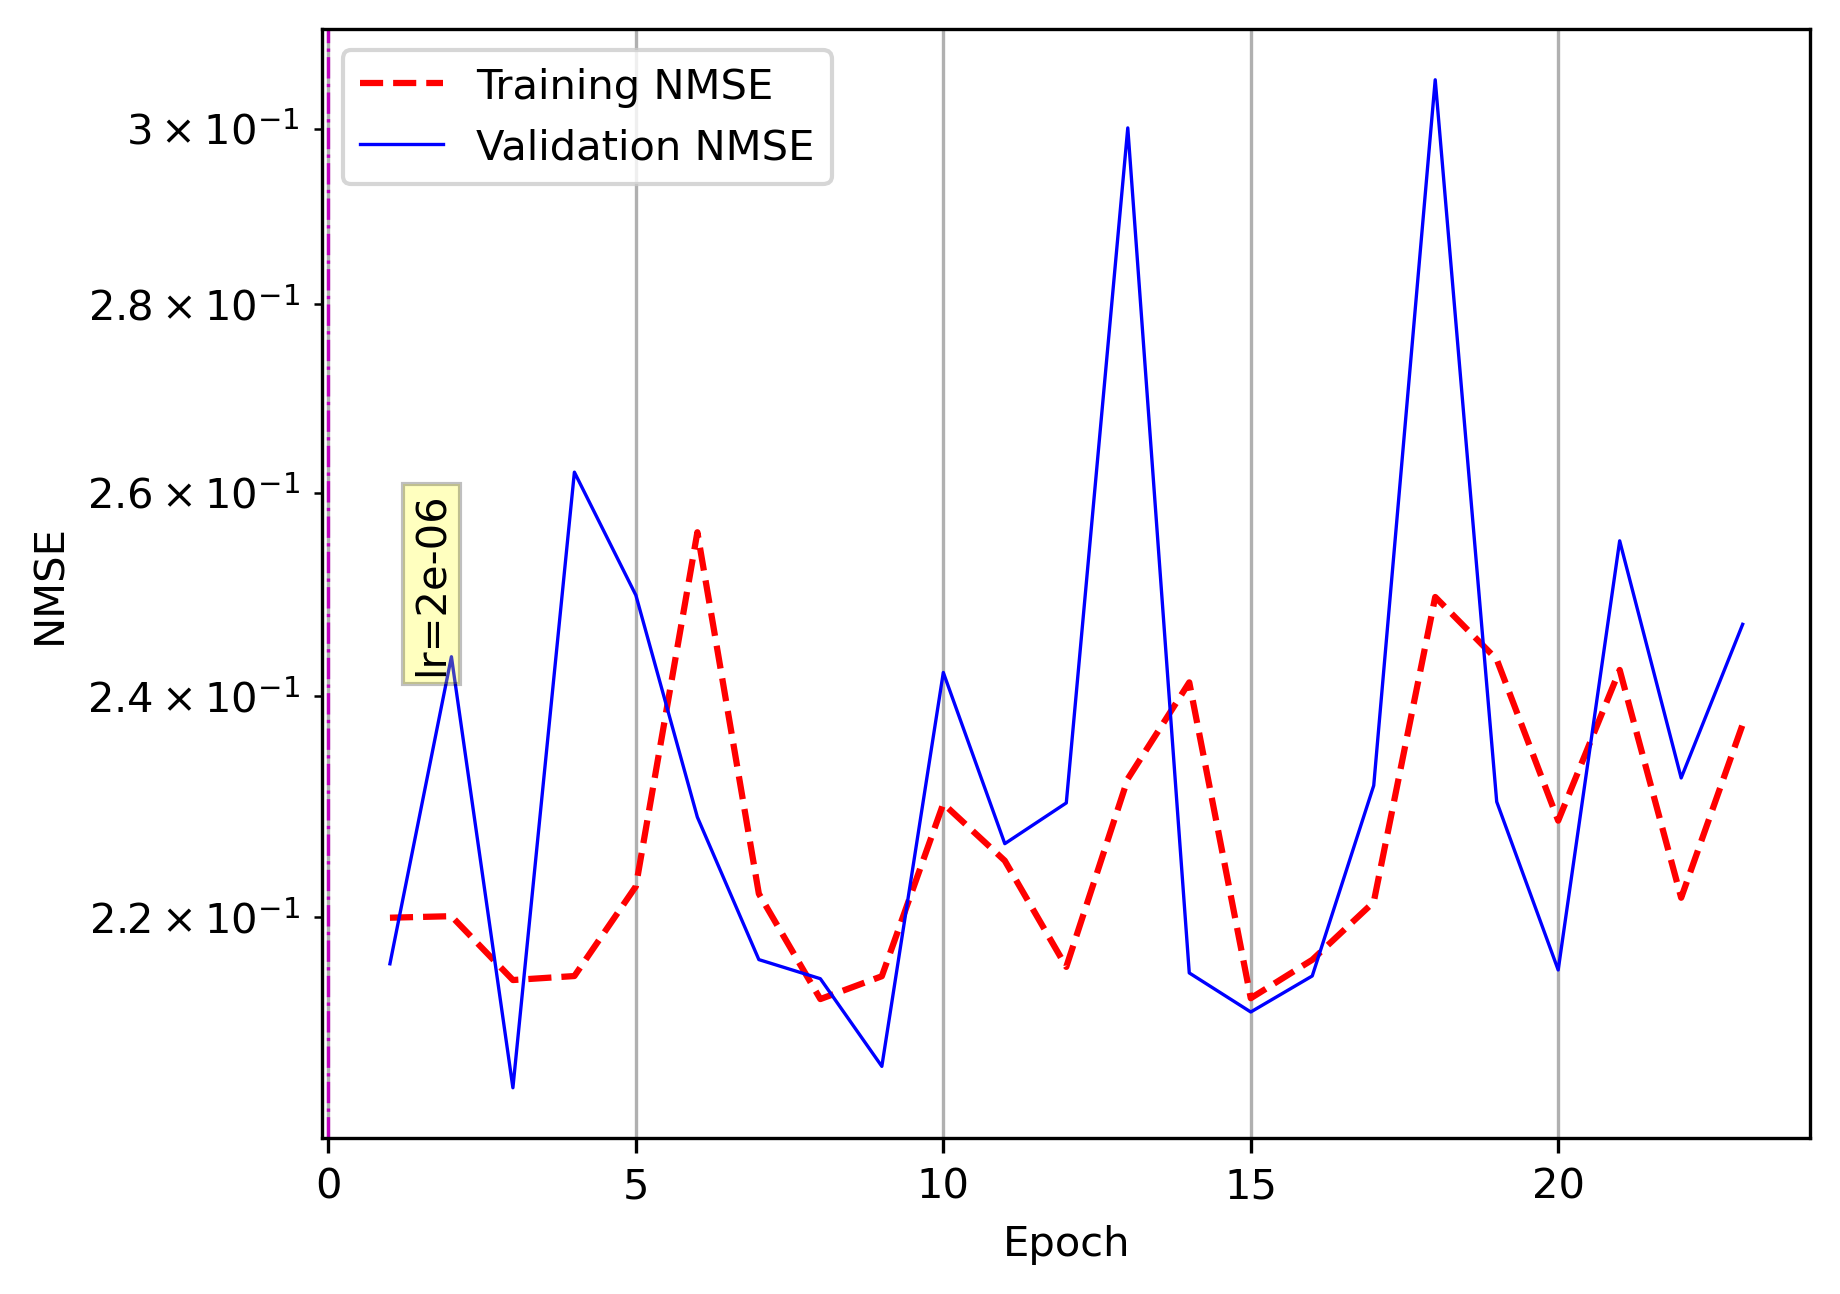 Training NMSE
Validation NMSE
3 × 10⁻¹
2.8 × 10⁻¹
2.6 × 10⁻¹
2.4 × 10⁻¹
2.2 × 10⁻¹
NMSE
lr=2e-06
0 5 10 15 20
Epoch